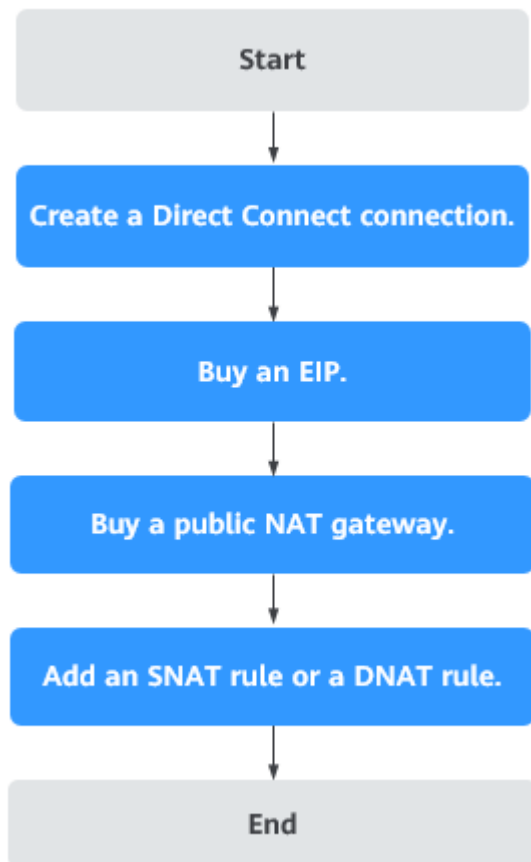 Start
Create a Direct Connect connection.
Buy an EIP.
Buy a public NAT gateway.
Add an SNAT rule or a DNAT rule.
End